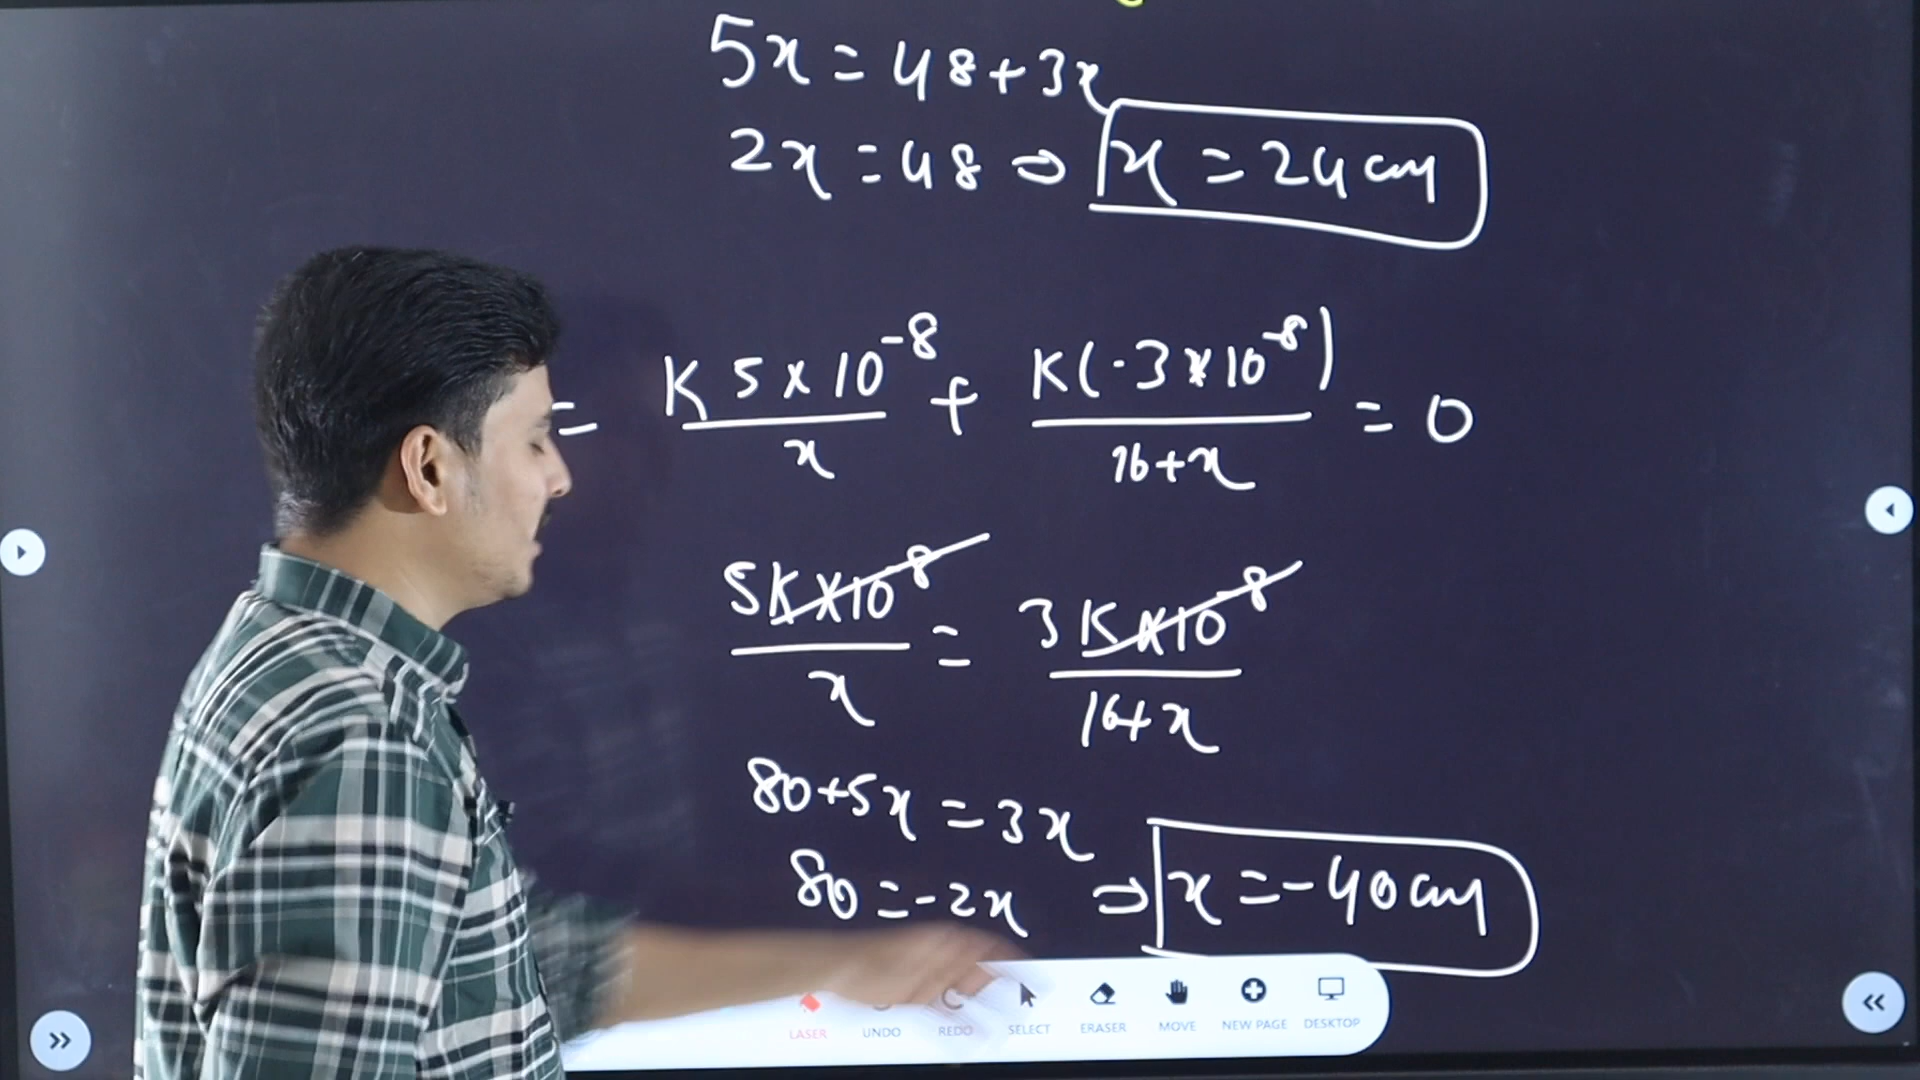 5x = 48 + 3x
2x = 48 ⇒ x = 24 cm
= K 5 × 10^-8 / x + K(-3 × 10^-8) / 16 + x = 0
5K × 10^-8 / x = 3K × 10^-8 / 16 + x
80 + 5x = 3x
80 = -2x ⇒ x = -40 cm
LASER UNDO REDO SELECT ERASER MOVE NEW PAGE DESKTOP